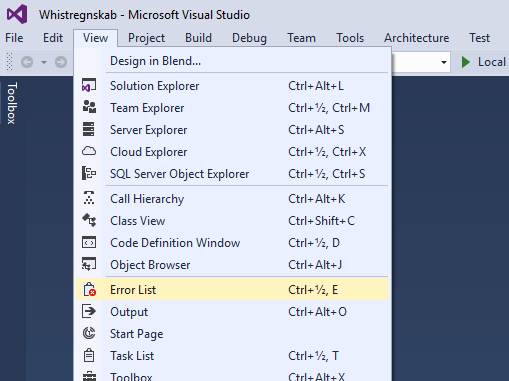 Whistregnskab - Microsoft Visual Studio
File Edit View Project Build Debug Team Tools Architecture Test
Design in Blend... Local
Toolbox
Solution Explorer Ctrl+Alt+L
Team Explorer Ctrl+½, Ctrl+M
Server Explorer Ctrl+Alt+S
Cloud Explorer Ctrl+½, Ctrl+X
SQL Server Object Explorer Ctrl+½, Ctrl+S
Call Hierarchy Ctrl+Alt+K
Class View Ctrl+Shift+C
Code Definition Window Ctrl+½, D
Object Browser Ctrl+Alt+J
Error List Ctrl+½, E
Output Ctrl+Alt+O
Start Page
Task List Ctrl+½, T
Toolbox Ctrl+Alt+X